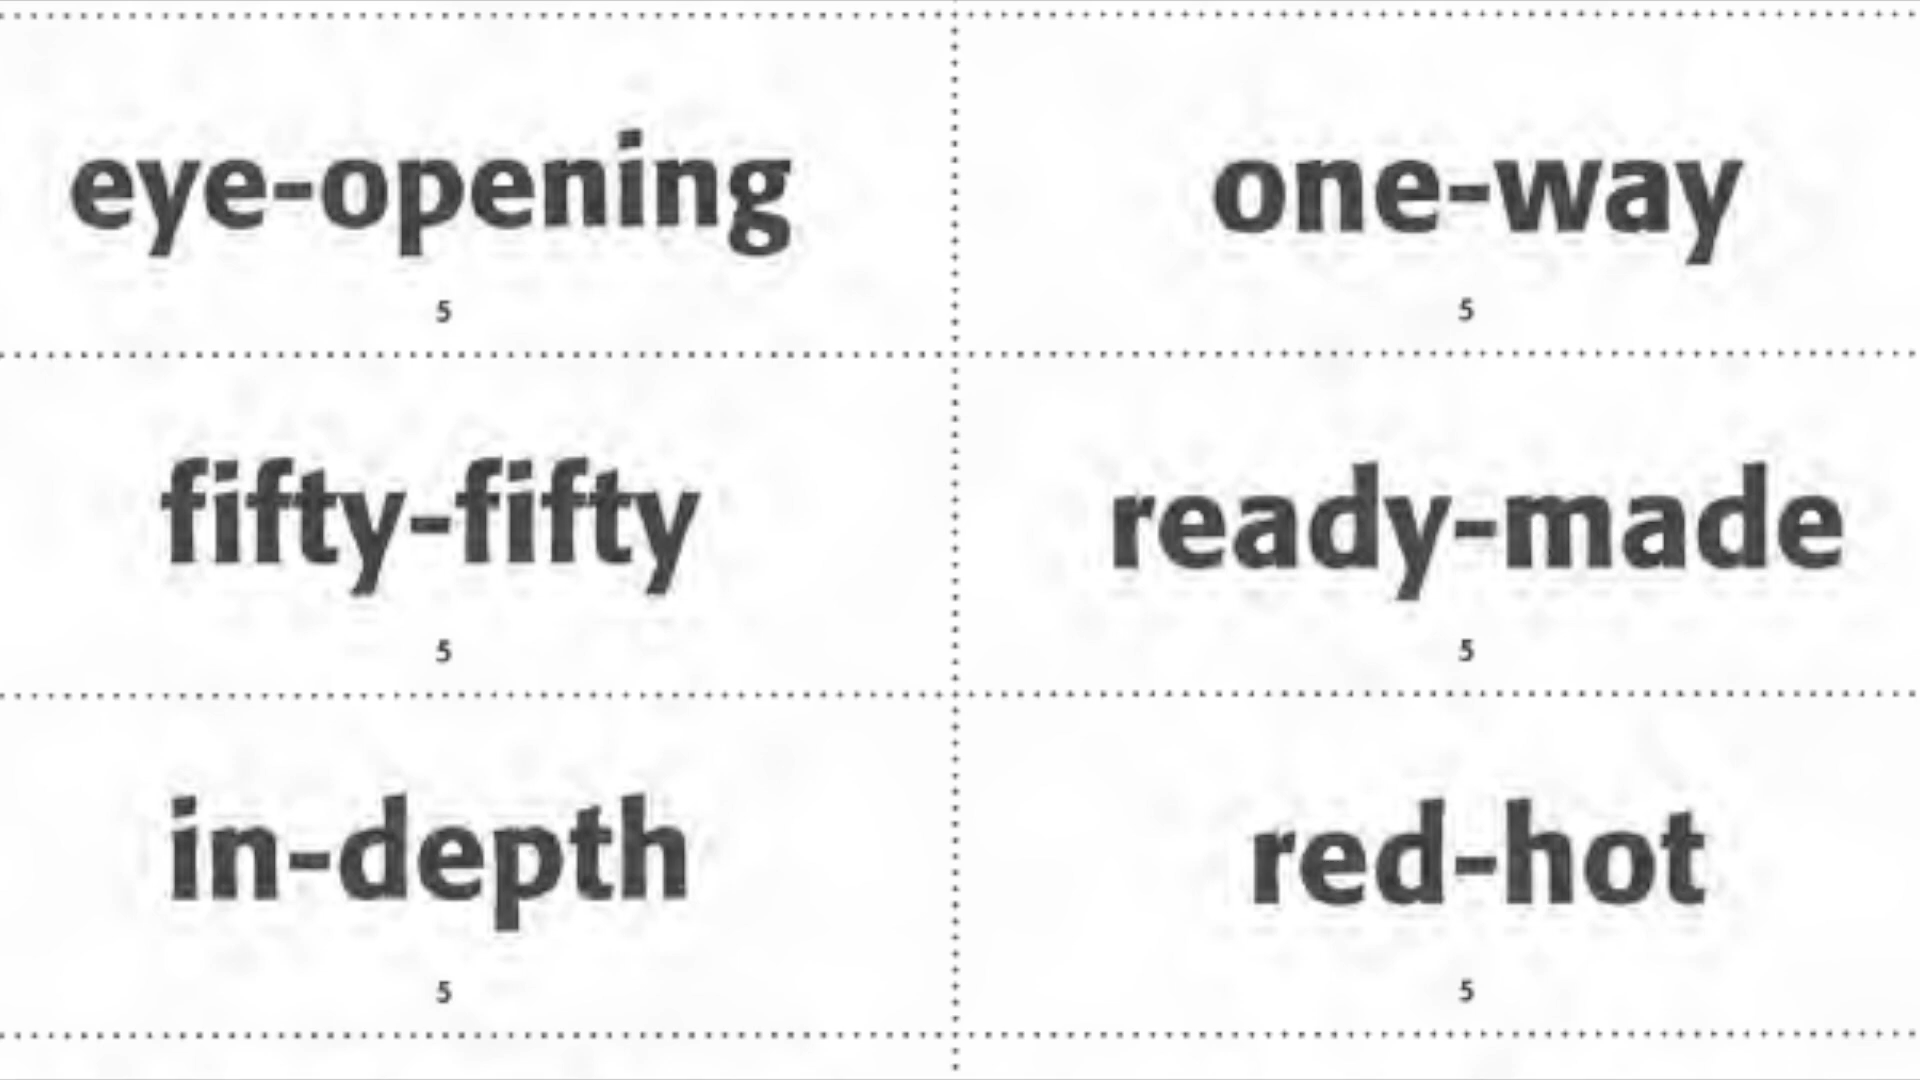 eye-opening
5
one-way
5
fifty-fifty
5
ready-made
5
in-depth
5
red-hot
5